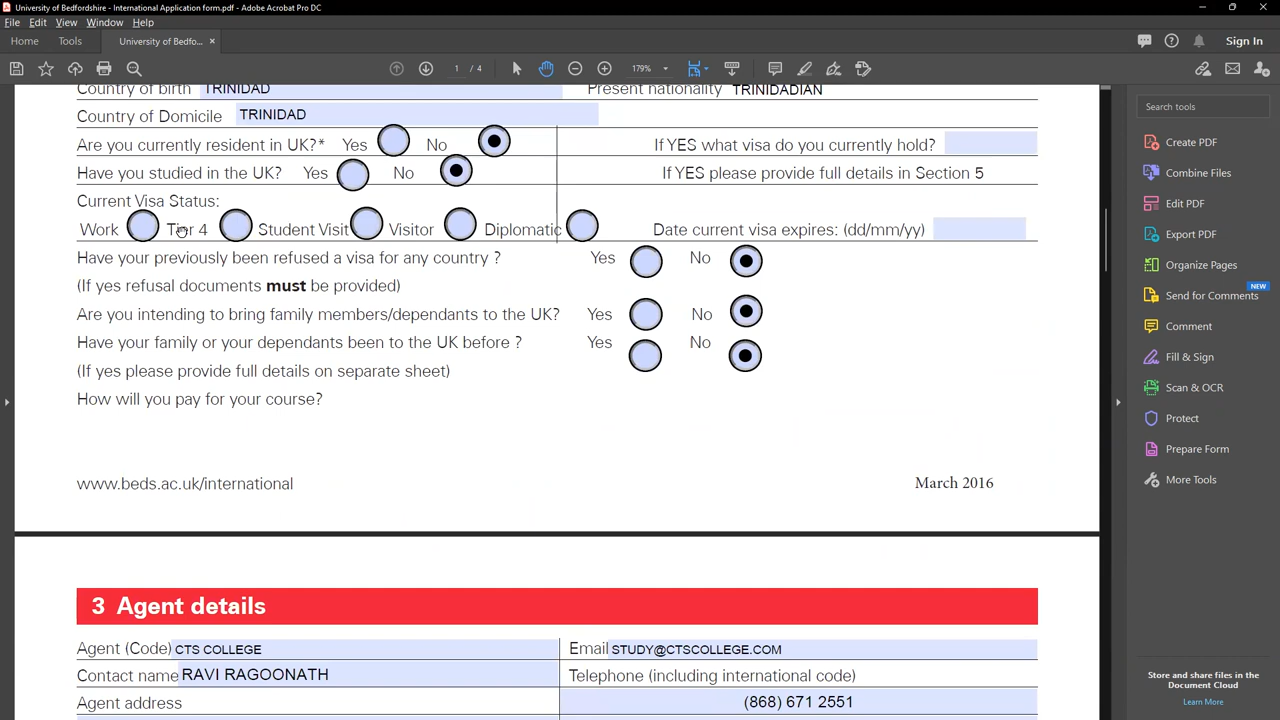 University of Bedfordshire - International Application form.pdf - Adobe Acrobat Pro DC
File Edit View Window Help
Home Tools University of Bedfo... × Sign In
1 / 4 179%
Country of birth TRINIDAD Present nationality TRINIDADIAN
Country of Domicile TRINIDAD
Are you currently resident in UK?* Yes No If YES what visa do you currently hold?
Have you studied in the UK? Yes No If YES please provide full details in Section 5
Current Visa Status:
Work Tier 4 Student Visit Visitor Diplomatic Date current visa expires: (dd/mm/yy)
Have your previously been refused a visa for any country ? Yes No
(If yes refusal documents must be provided)
Are you intending to bring family members/dependants to the UK? Yes No
Have your family or your dependants been to the UK before ? Yes No
(If yes please provide full details on separate sheet)
How will you pay for your course?
www.beds.ac.uk/international March 2016
3 Agent details
Agent (Code) CTS COLLEGE Email STUDY@CTSCOLLEGE.COM
Contact name RAVI RAGOONATH Telephone (including international code)
Agent address (868) 671 2551
Search tools
Create PDF
Combine Files
Edit PDF
Export PDF
Organize Pages
NEW
Send for Comments
Comment
Fill & Sign
Scan & OCR
Protect
Prepare Form
More Tools
Store and share files in the
Document Cloud
Learn More